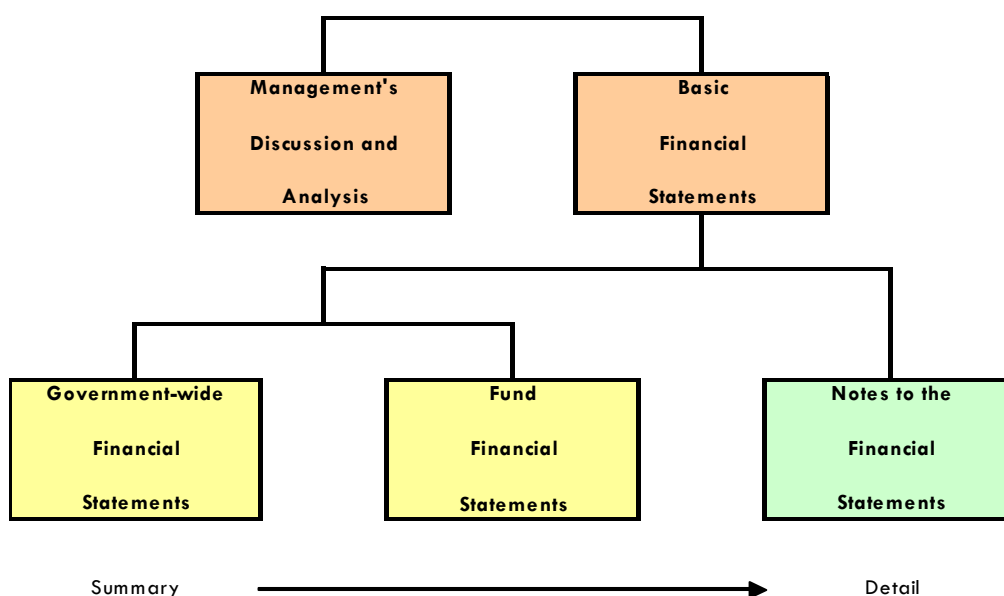 Management's
Discussion and
Analysis
Basic
Financial
Statements
Government-wide
Financial
Statements
Fund
Financial
Statements
Notes to the
Financial
Statements
Summary
Detail